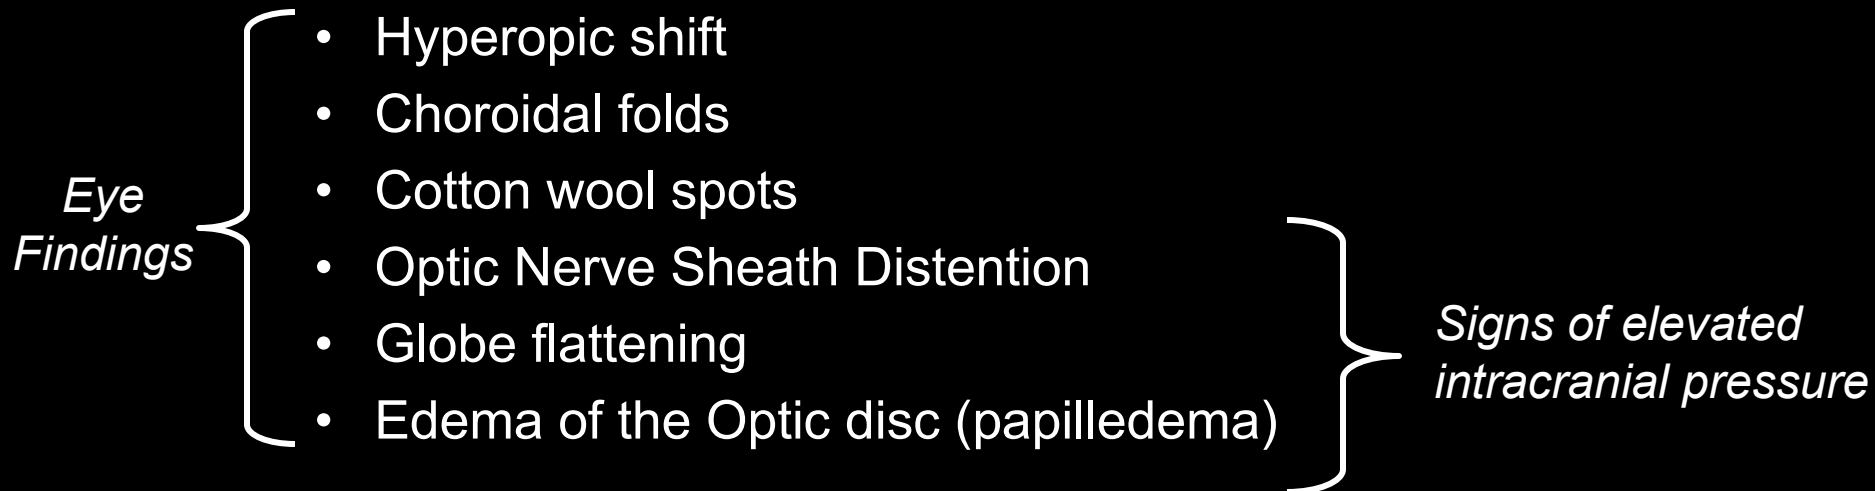 Eye
Findings
• Hyperopic shift
• Choroidal folds
• Cotton wool spots
• Optic Nerve Sheath Distention
• Globe flattening
• Edema of the Optic disc (papilledema)
Signs of elevated
intracranial pressure